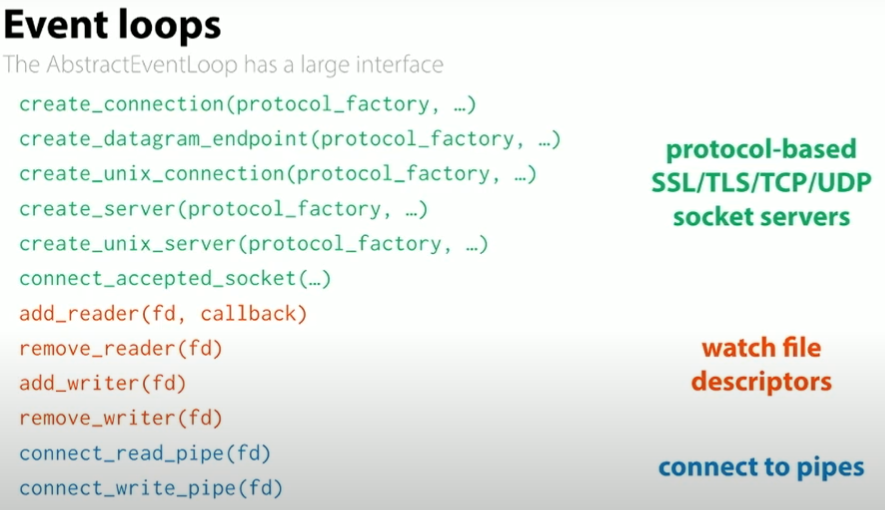 Event loops
The AbstractEventLoop has a large interface
create_connection(protocol_factory, …)
create_datagram_endpoint(protocol_factory, …)
create_unix_connection(protocol_factory, …)
create_server(protocol_factory, …)
create_unix_server(protocol_factory, …)
connect_accepted_socket(…)
protocol-based
SSL/TLS/TCP/UDP
socket servers
add_reader(fd, callback)
remove_reader(fd)
add_writer(fd)
remove_writer(fd)
watch file
descriptors
connect_read_pipe(fd)
connect_write_pipe(fd)
connect to pipes